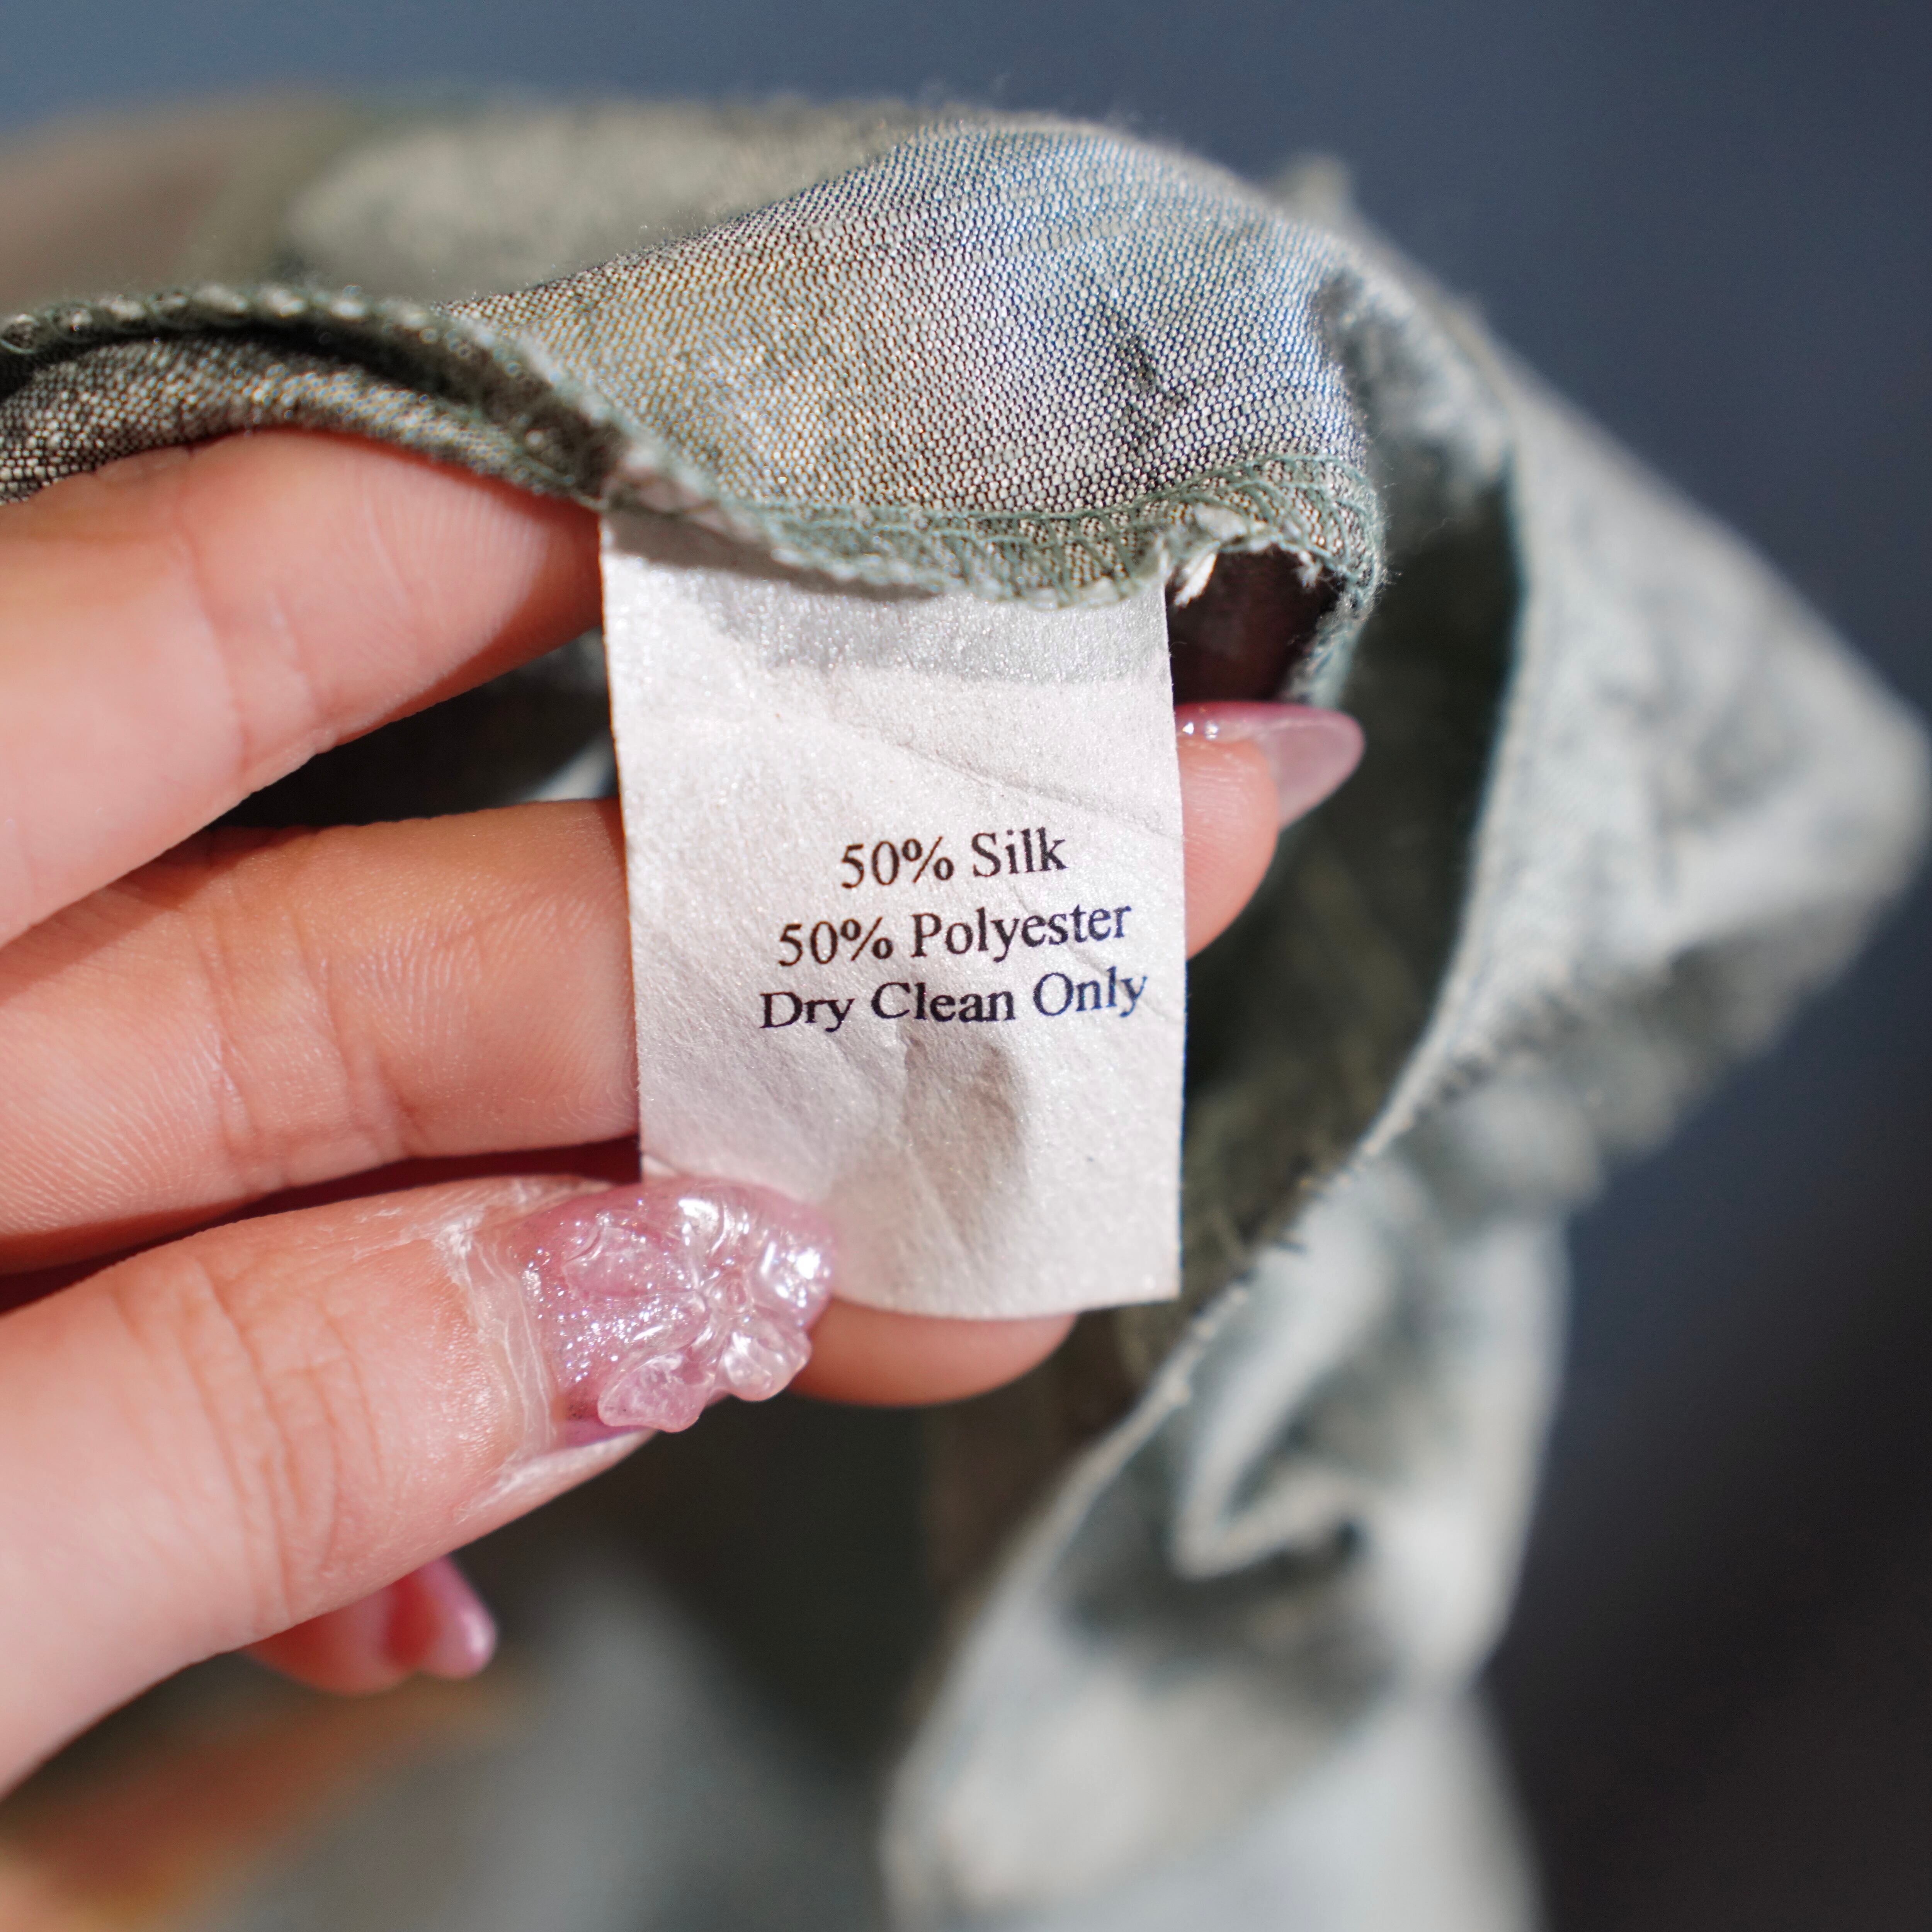 50% Silk
50% Polyester
Dry Clean Only